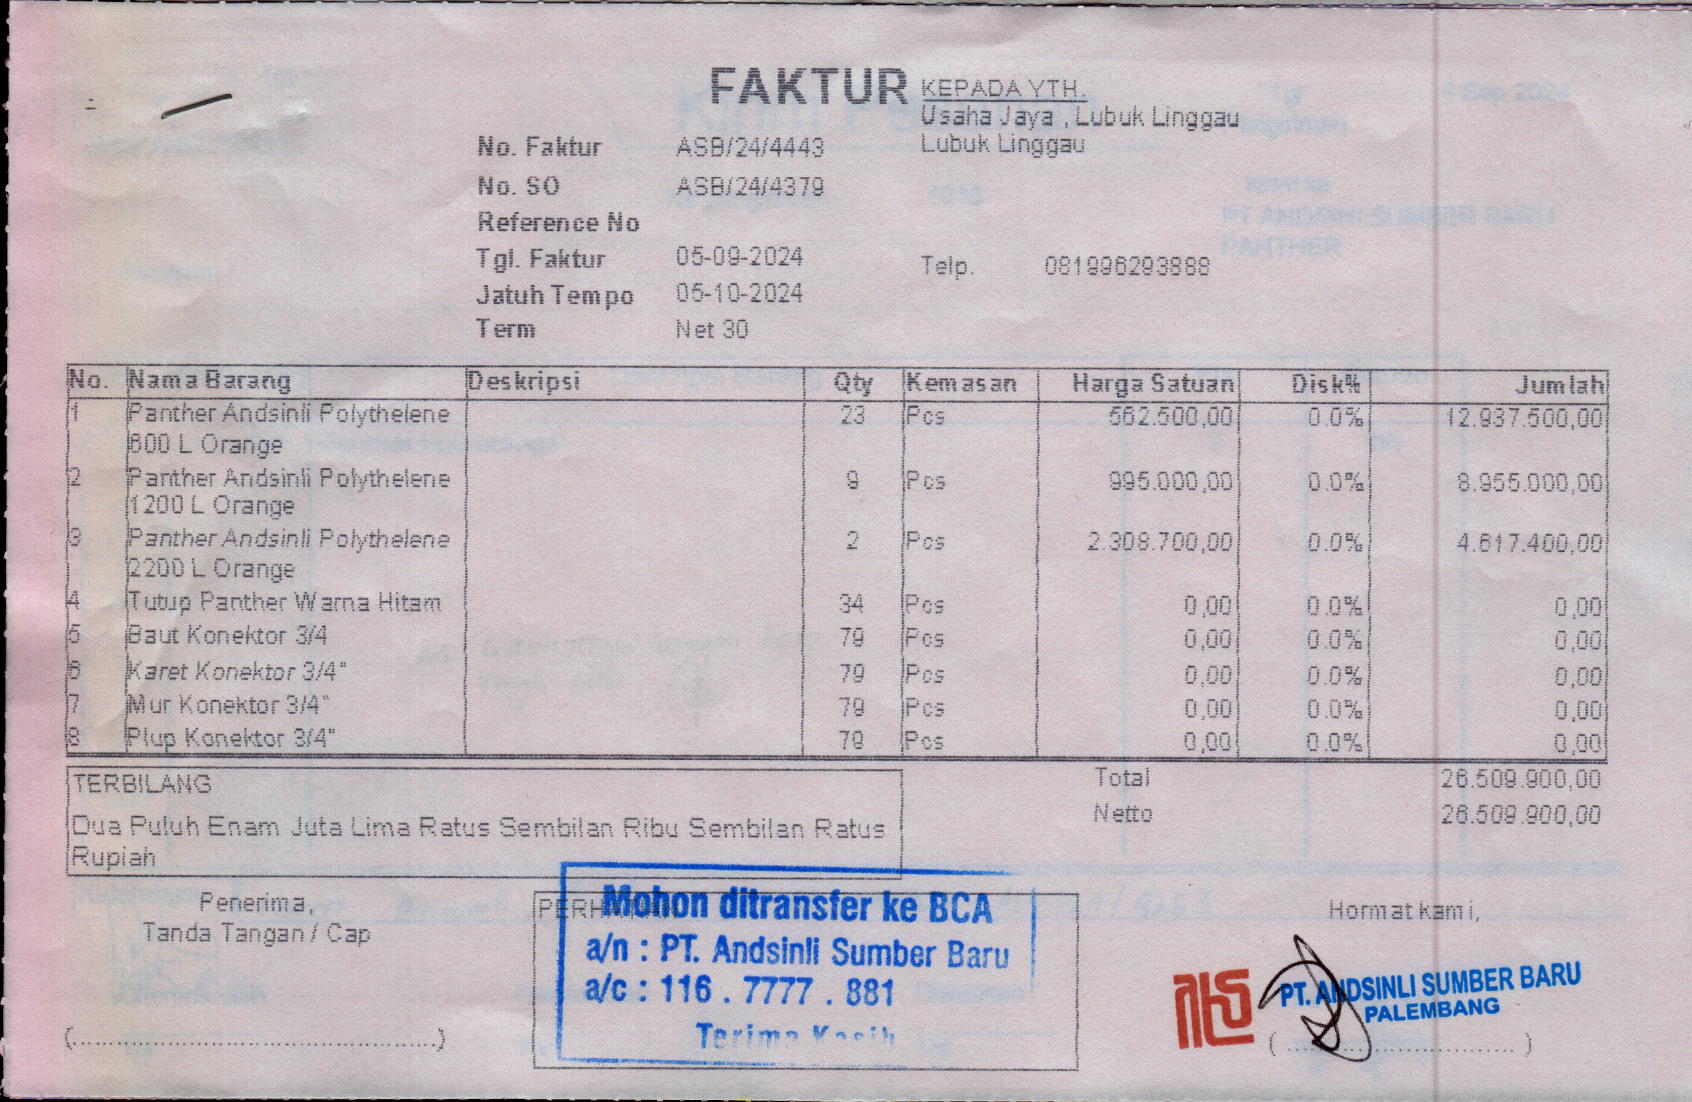 FAKTUR
KEPADA YTH.
Usaha Jaya , Lubuk Linggau
Lubuk Linggau
No. Faktur ASB/24/4443
No. SO ASB/24/4379
Reference No
Tgl. Faktur 05-09-2024
Telp. 081996293888
Jatuh Tempo 05-10-2024
Term Net 30
No. Nama Barang Deskripsi Qty Kemasan Harga Satuan Disk% Jumlah
1 Panther Andsinli Polythelene 23 Pcs 562.500,00 0.0% 12.937.500,00
600 L Orange
2 Panther Andsinli Polythelene 9 Pcs 995.000,00 0.0% 8.955.000,00
1200 L Orange
3 Panther Andsinli Polythelene 2 Pcs 2.308.700,00 0.0% 4.617.400,00
2200 L Orange
4 Tutup Panther Warna Hitam 34 Pcs 0,00 0.0% 0,00
5 Baut Konektor 3/4 79 Pcs 0,00 0.0% 0,00
6 Karet Konektor 3/4" 79 Pcs 0,00 0.0% 0,00
7 Mur Konektor 3/4" 79 Pcs 0,00 0.0% 0,00
8 Plup Konektor 3/4" 79 Pcs 0,00 0.0% 0,00
TERBILANG
Dua Puluh Enam Juta Lima Ratus Sembilan Ribu Sembilan Ratus
Rupiah
Total 26.509.900,00
Netto 26.509.900,00
Penerima,
Tanda Tangan / Cap
(..............................................)
PERHATIAN
Mohon ditransfer ke BCA
a/n : PT. Andsinli Sumber Baru
a/c : 116 . 7777 . 881
Terima Kasih
Hormat kami,
PT. ANDSINLI SUMBER BARU
PALEMBANG
( .............................. )